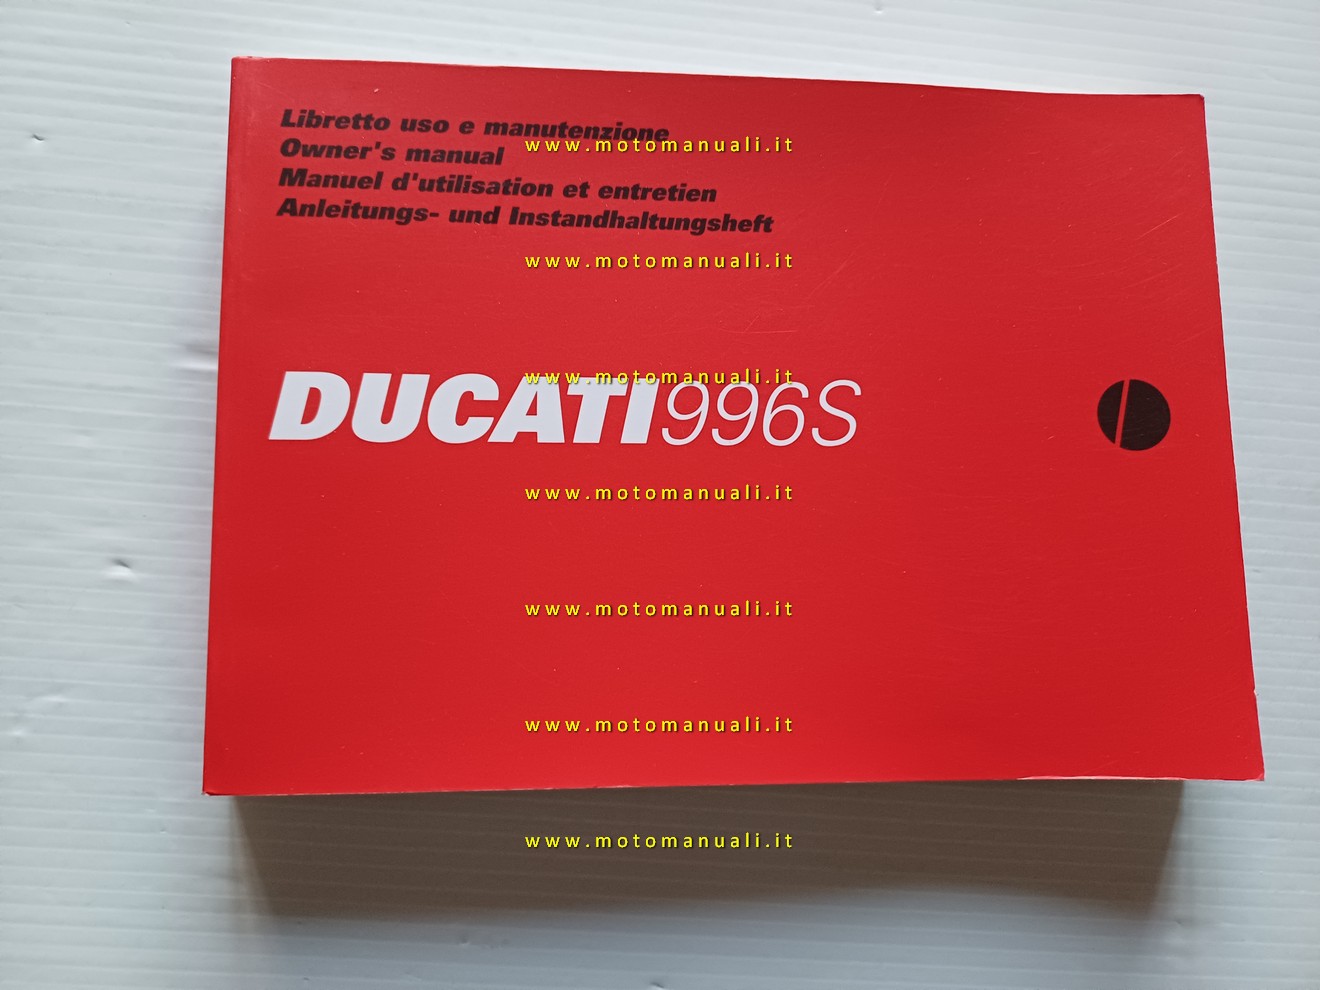 Libretto uso e manutenzione
www.motomanuali.it
Owner's manual
Manuel d'utilisation et entretien
Anleitungs- und Instandhaltungsheft
www.motomanuali.it
www.motomanuali.it
DUCATI996S
www.motomanuali.it
www.motomanuali.it
www.motomanuali.it
www.motomanuali.it